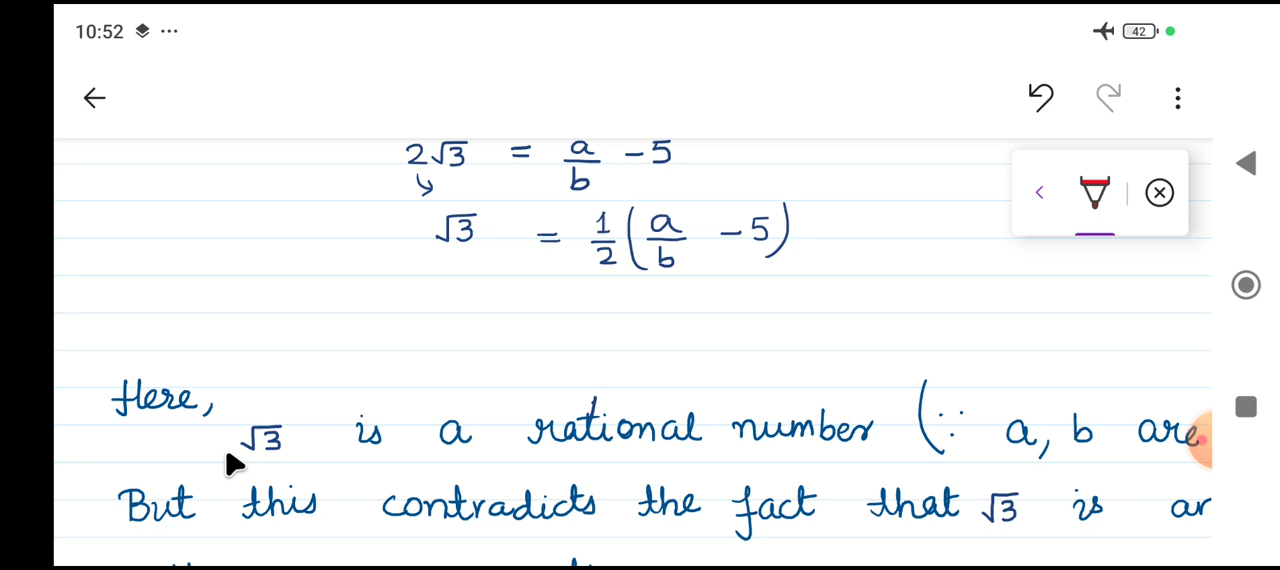 10:52 ...
42
2√3 = a/b - 5
√3 = 1/2 (a/b - 5)
Here,
√3 is a rational number (∵ a, b are
But this contradicts the fact that √3 is